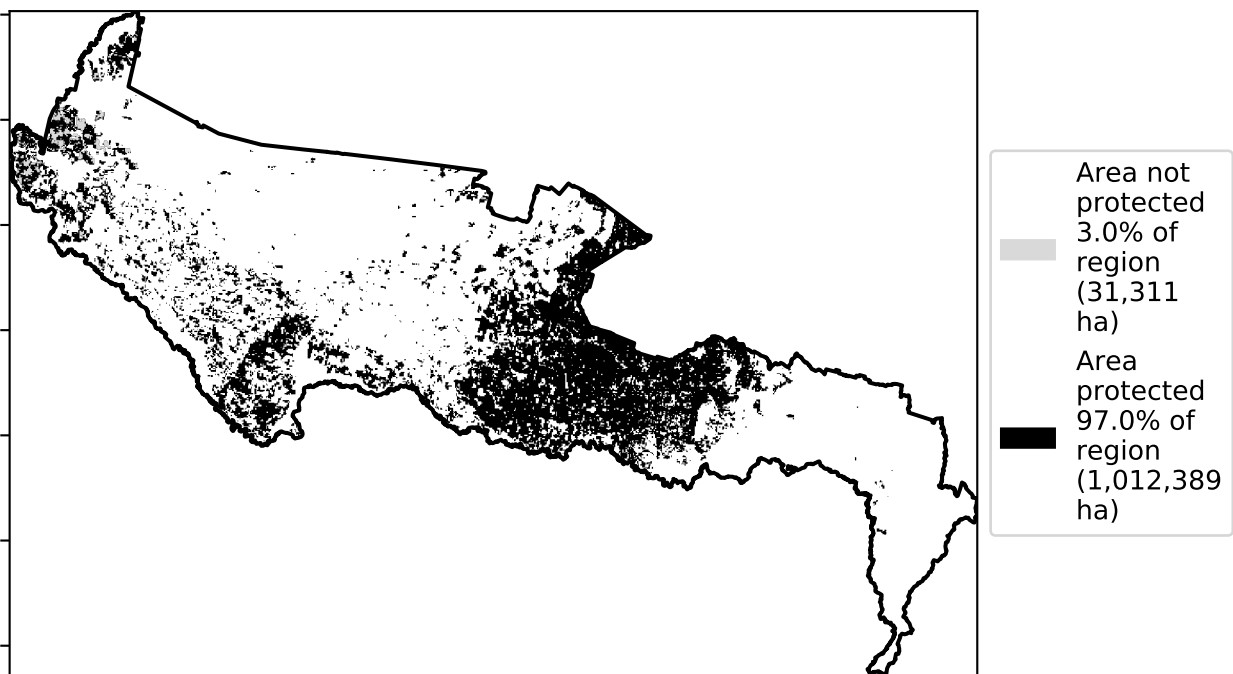 Area not
protected
3.0% of
region
(31,311
ha)
Area
protected
97.0% of
region
(1,012,389
ha)